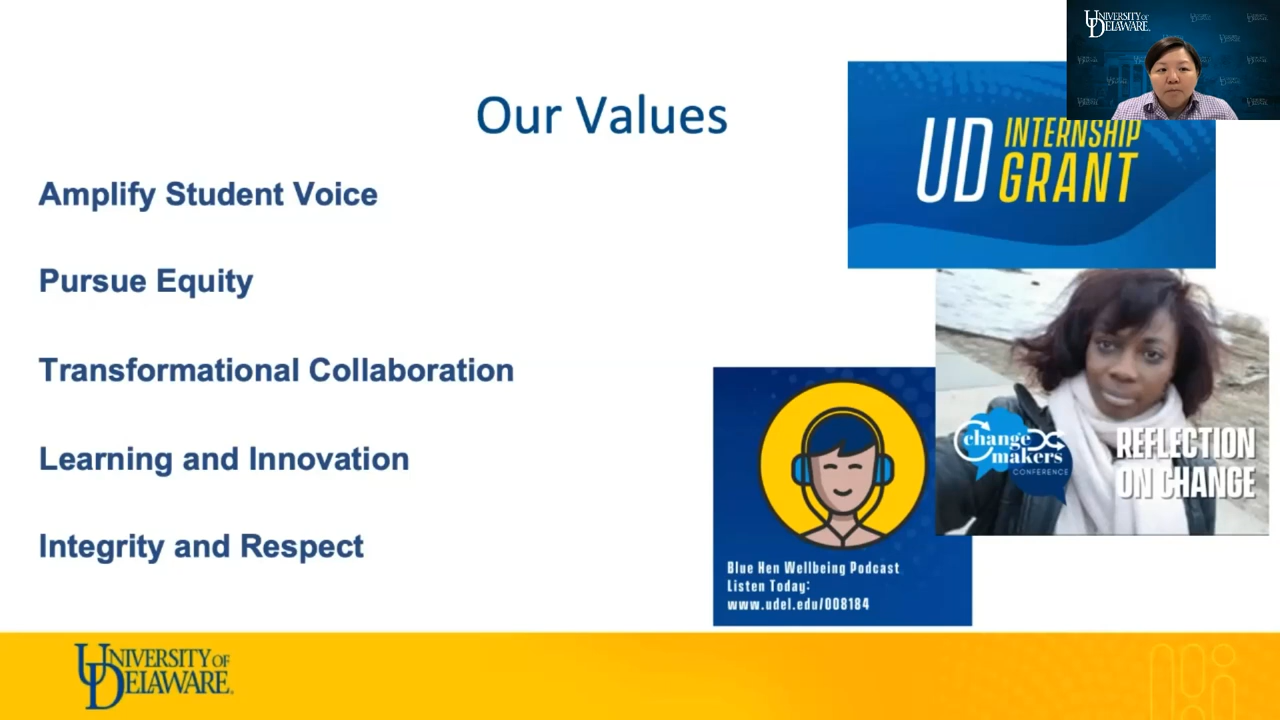 Our Values
Amplify Student Voice
Pursue Equity
Transformational Collaboration
Learning and Innovation
Integrity and Respect
UNIVERSITY OF
DELAWARE
UD INTERNSHIP
GRANT
change
makers
CONFERENCE
REFLECTION
ON CHANGE
Blue Hen Wellbeing Podcast
Listen Today:
www.udel.edu/008184
UNIVERSITY OF
DELAWARE